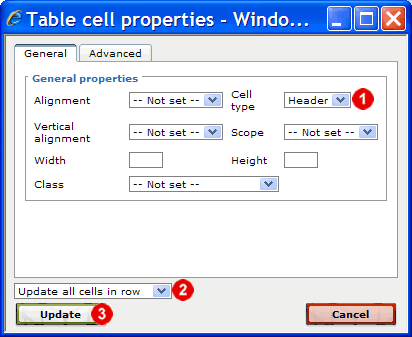 Table cell properties - Windo...
General Advanced
General properties
Alignment -- Not set -- Cell type Header 1
Vertical alignment -- Not set -- Scope -- Not set --
Width Height
Class -- Not set --
Update all cells in row 2
Update 3 Cancel